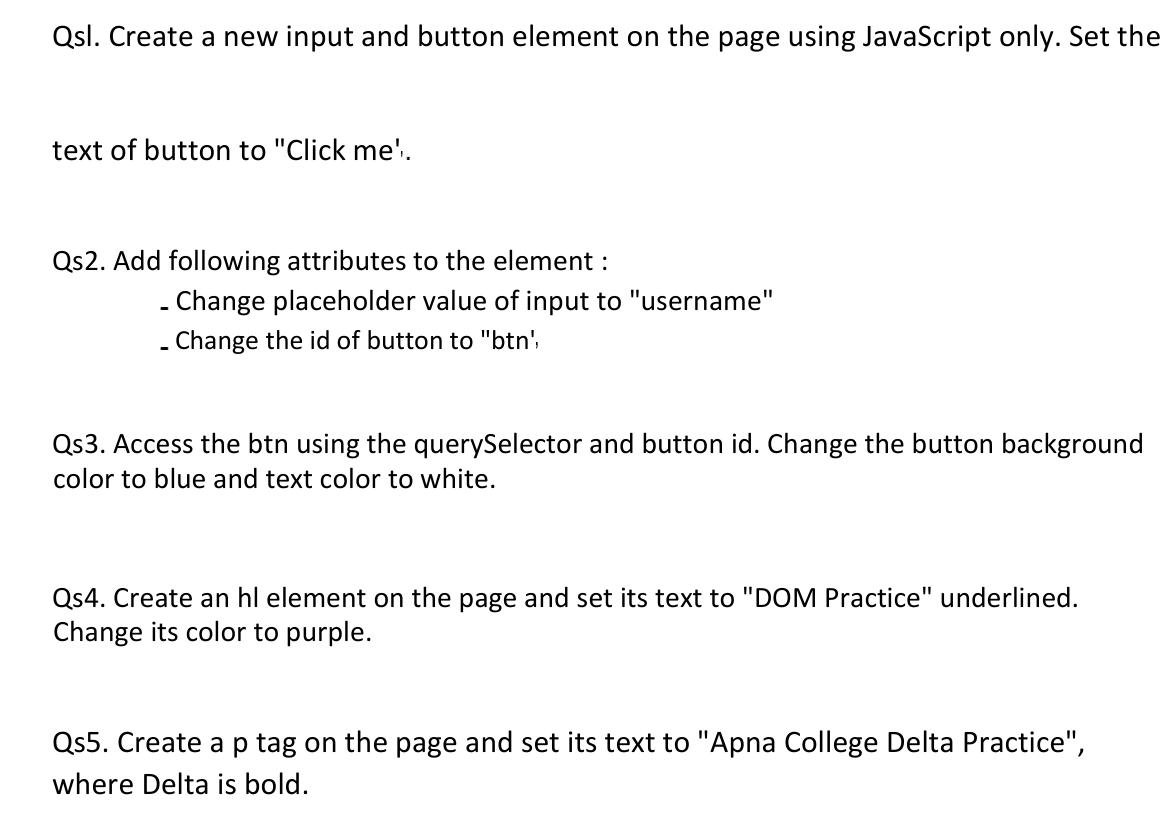 Qsl. Create a new input and button element on the page using JavaScript only. Set the
text of button to "Click me'·.
Qs2. Add following attributes to the element :
- Change placeholder value of input to "username"
- Change the id of button to "btn',
Qs3. Access the btn using the querySelector and button id. Change the button background
color to blue and text color to white.
Qs4. Create an hl element on the page and set its text to "DOM Practice" underlined.
Change its color to purple.
Qs5. Create a p tag on the page and set its text to "Apna College Delta Practice",
where Delta is bold.